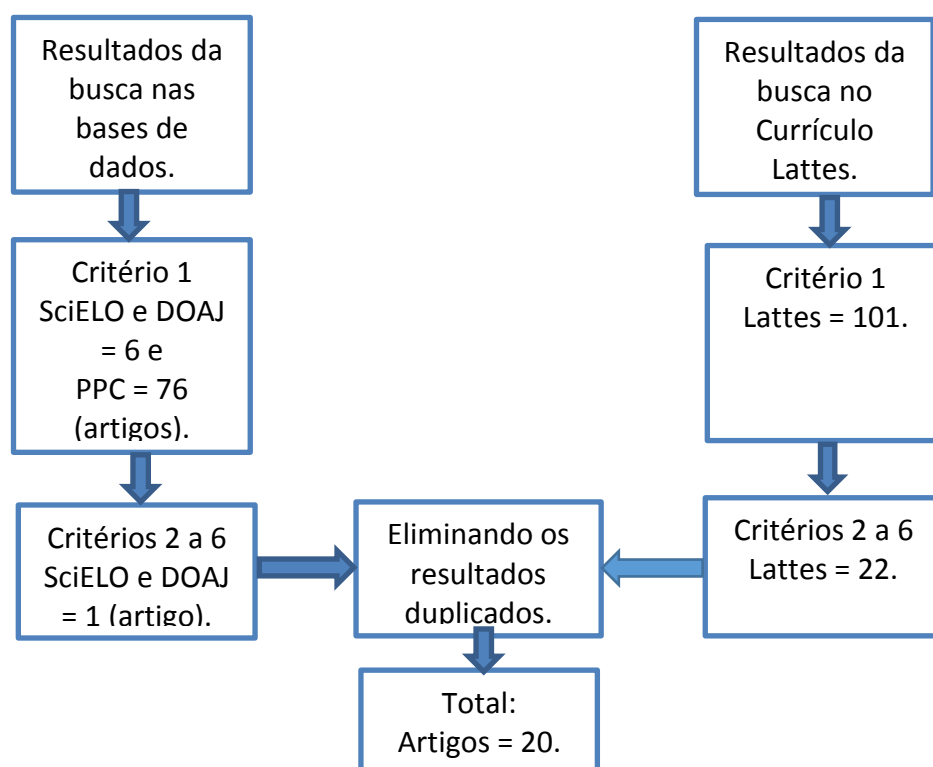 Resultados da
busca nas
bases de
dados.
Resultados da
busca no
Currículo
Lattes.
Critério 1
SciELO e DOAJ
= 6 e
PPC = 76
(artigos).
Critério 1
Lattes = 101.
Critérios 2 a 6
SciELO e DOAJ
= 1 (artigo).
Eliminando os
resultados
duplicados.
Critérios 2 a 6
Lattes = 22.
Total:
Artigos = 20.